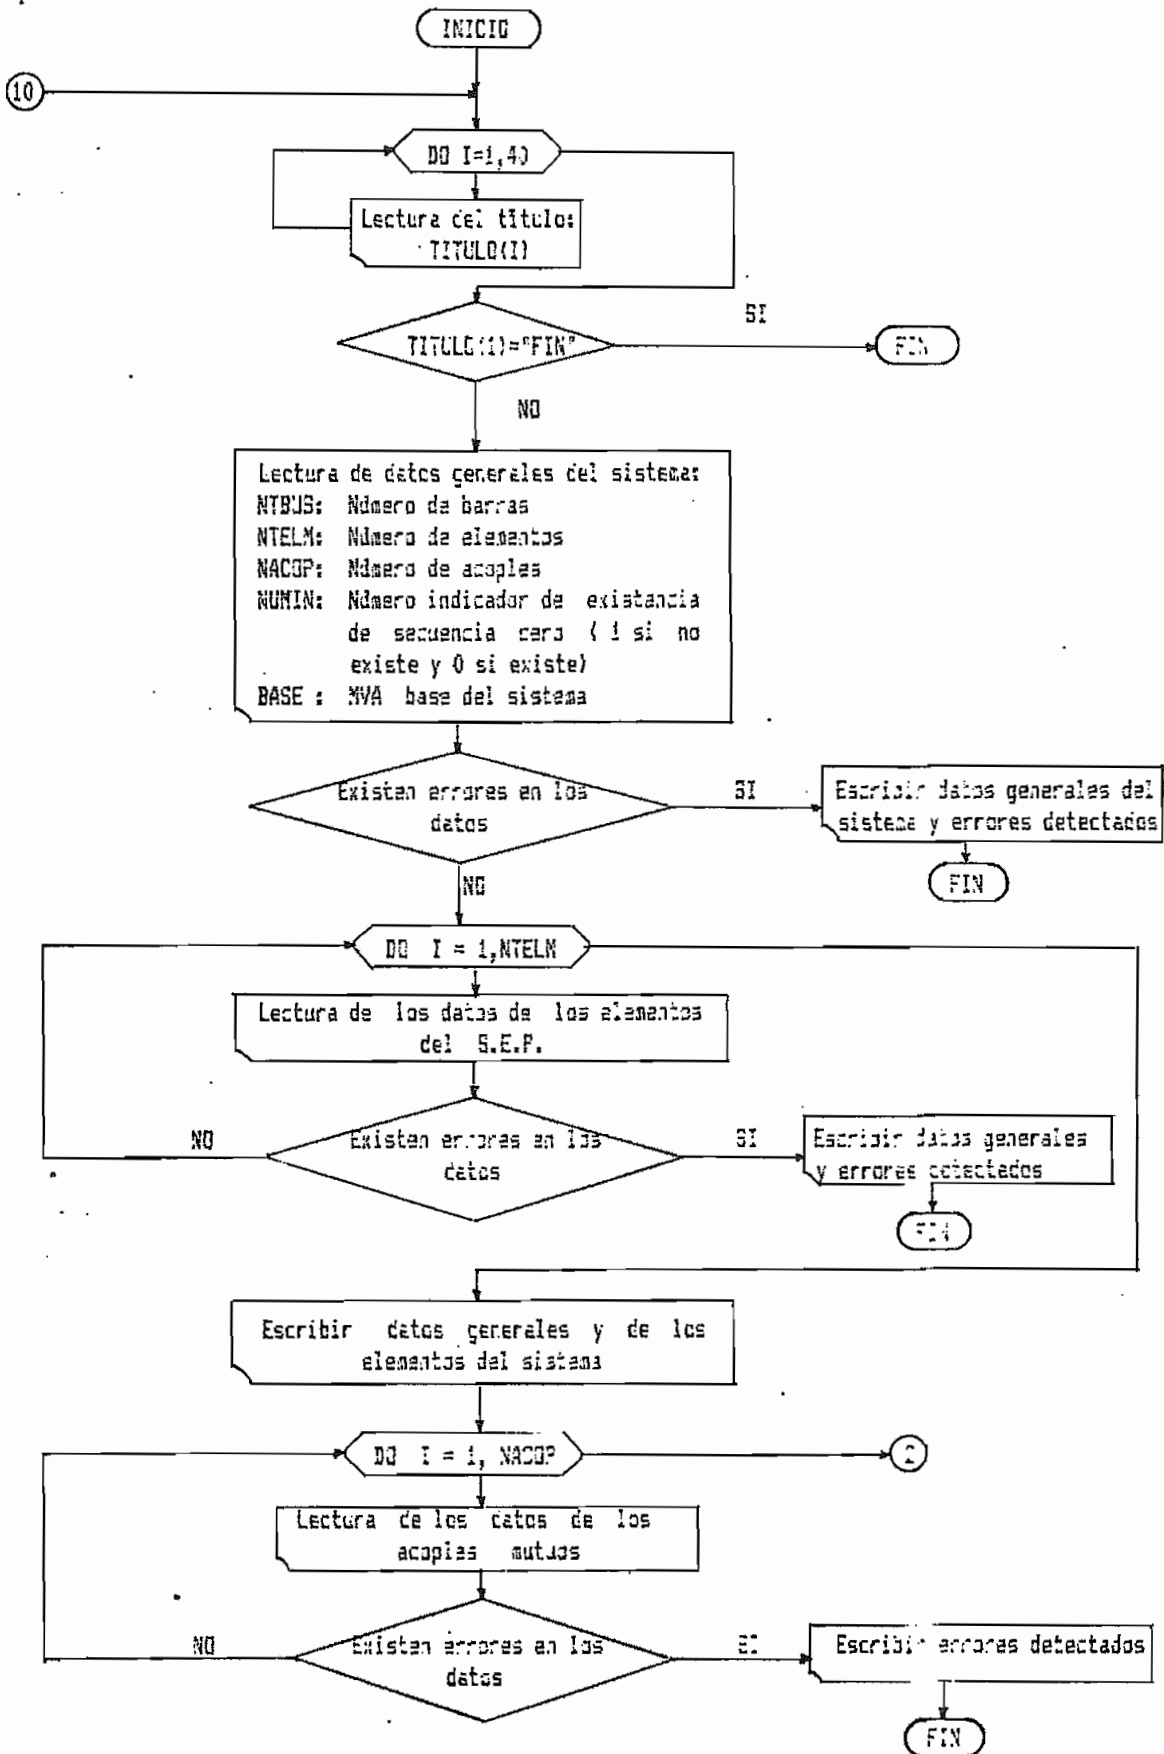 INICIO
10
DO I=1,40
Lectura del título:
TITULO(I)
SI
TITULO(1)="FIN"
FIN
NO
Lectura de datos generales del sistema:
NTBUS: Número de barras
NTELM: Número de elementos
NACOP: Número de acoples
NUMIN: Número indicador de existencia
de secuencia cero ( 1 si no
existe y 0 si existe)
BASE : MVA base del sistema
Existen errores en los
datos
SI
Escribir datos generales del
sistema y errores detectados
FIN
NO
DO I = 1,NTELM
Lectura de los datos de los elementos
del S.E.P.
NO
Existen errores en los
datos
SI
Escribir datos generales
y errores detectados
FIN
Escribir datos generales y de los
elementos del sistema
DO I = 1, NACOP
2
Lectura de los datos de los
acoples mutuos
NO
Existen errores en los
datos
SI
Escribir errores detectados
FIN